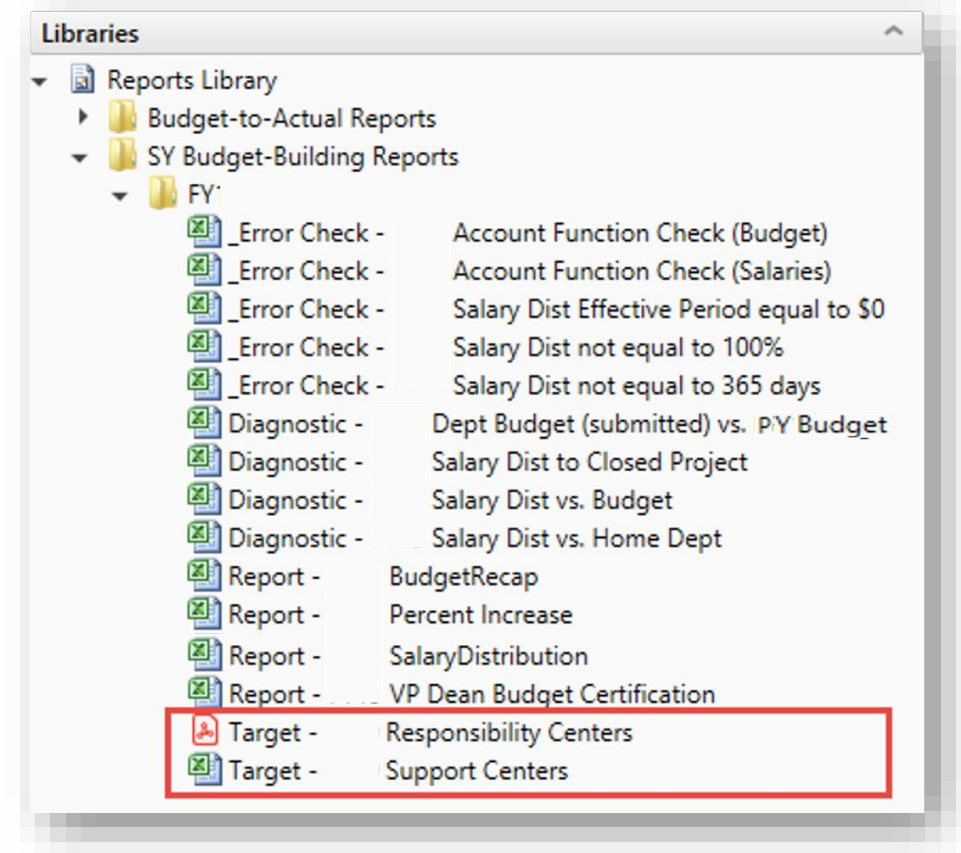 Libraries
Reports Library
Budget-to-Actual Reports
SY Budget-Building Reports
FY
_Error Check - Account Function Check (Budget)
_Error Check - Account Function Check (Salaries)
_Error Check - Salary Dist Effective Period equal to $0
_Error Check - Salary Dist not equal to 100%
_Error Check - Salary Dist not equal to 365 days
Diagnostic - Dept Budget (submitted) vs. PY Budget
Diagnostic - Salary Dist to Closed Project
Diagnostic - Salary Dist vs. Budget
Diagnostic - Salary Dist vs. Home Dept
Report - BudgetRecap
Report - Percent Increase
Report - SalaryDistribution
Report - VP Dean Budget Certification
Target - Responsibility Centers
Target - Support Centers